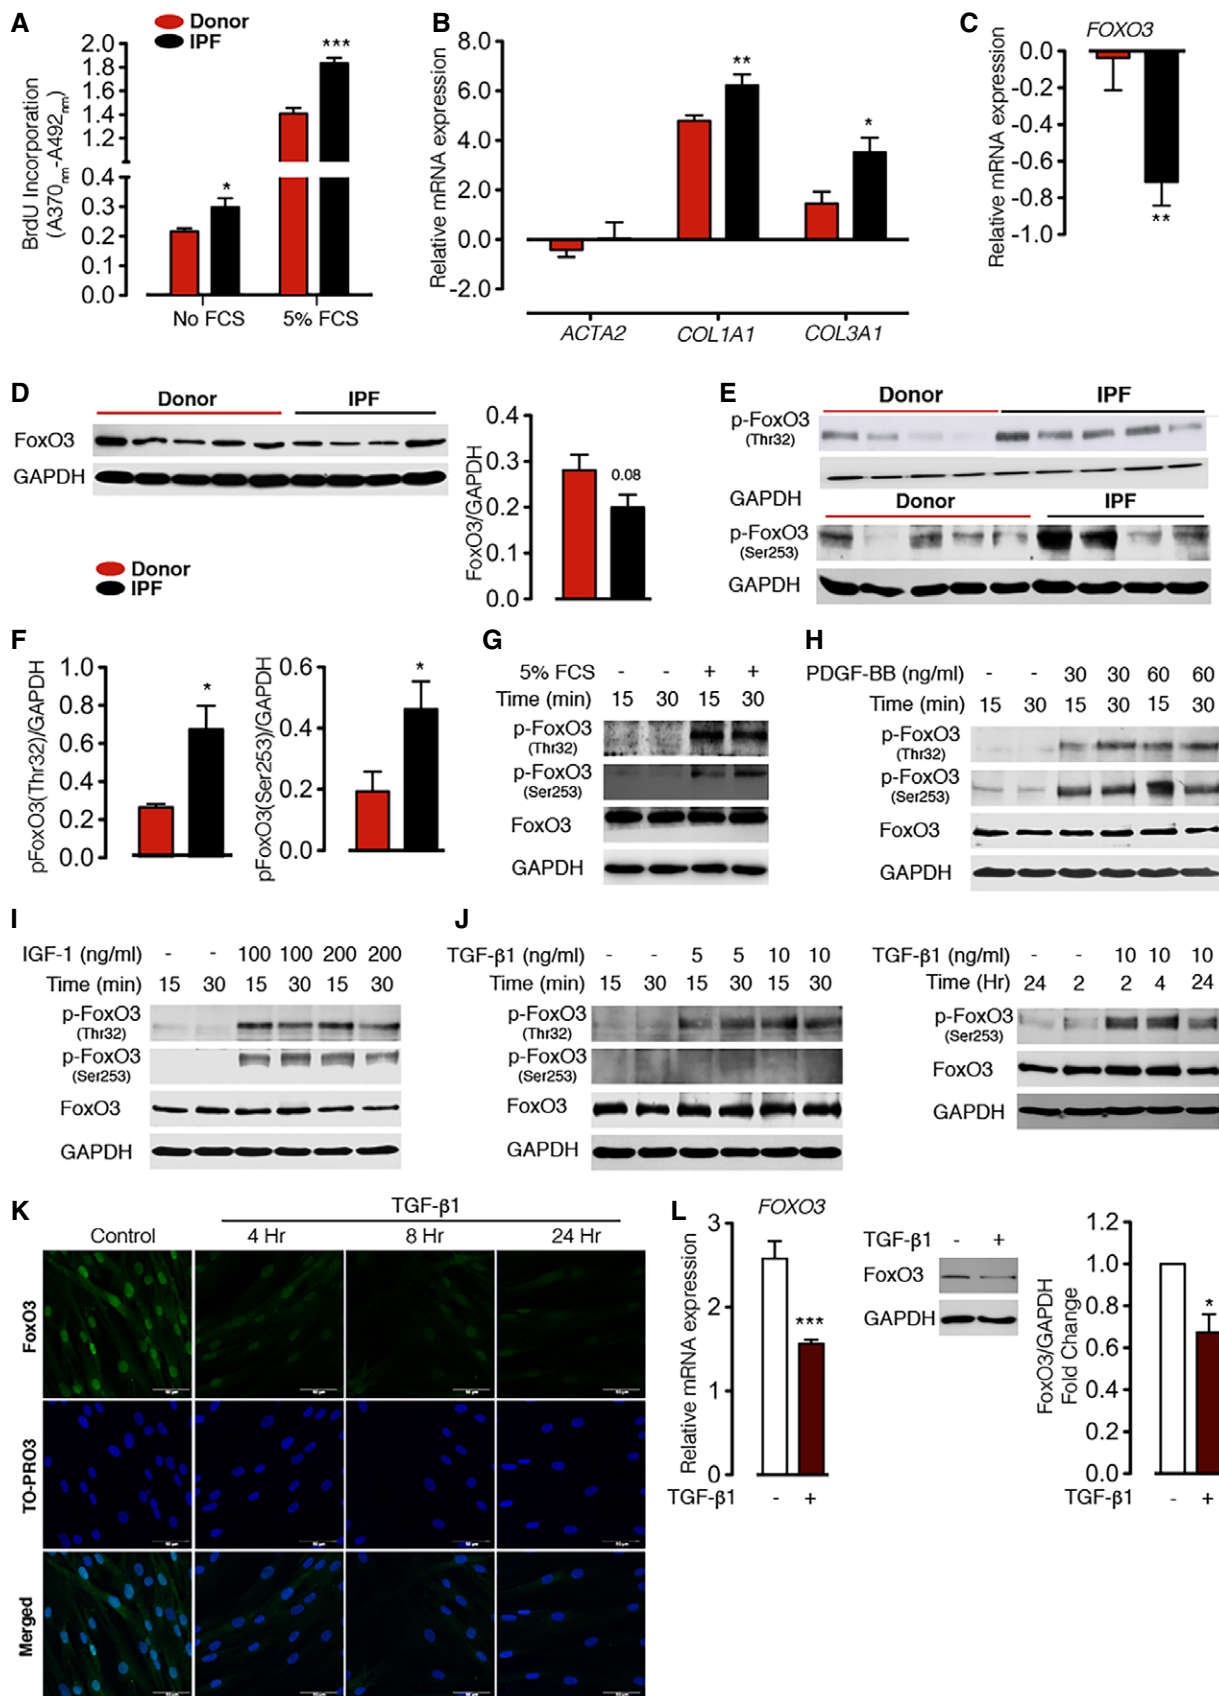 A
Donor
IPF
BrdU Incorporation
(A370nm-A492nm)
2.0
1.8
1.6
1.4
1.2
0.4
0.3
0.2
0.1
0.0
*
***
No FCS
5% FCS
B
Relative mRNA expression
8.0
6.0
4.0
2.0
0.0
-2.0
**
*
ACTA2
COL1A1
COL3A1
C
FOXO3
Relative mRNA expression
0.0
-0.2
-0.4
-0.6
-0.8
-1.0
**
D
Donor
IPF
FoxO3
GAPDH
Donor
IPF
FoxO3/GAPDH
0.4
0.3
0.2
0.1
0.0
0.08
E
Donor
IPF
p-FoxO3
(Thr32)
GAPDH
Donor
IPF
p-FoxO3
(Ser253)
GAPDH
F
pFoxO3(Thr32)/GAPDH
1.0
0.8
0.6
0.4
0.2
0.0
*
pFoxO3(Ser253)/GAPDH
0.6
0.4
0.2
0.0
*
G
5% FCS - - + +
Time (min) 15 30 15 30
p-FoxO3
(Thr32)
p-FoxO3
(Ser253)
FoxO3
GAPDH
H
PDGF-BB (ng/ml) - - 30 30 60 60
Time (min) 15 30 15 30 15 30
p-FoxO3
(Thr32)
p-FoxO3
(Ser253)
FoxO3
GAPDH
I
IGF-1 (ng/ml) - - 100 100 200 200
Time (min) 15 30 15 30 15 30
p-FoxO3
(Thr32)
p-FoxO3
(Ser253)
FoxO3
GAPDH
J
TGF-β1 (ng/ml) - - 5 5 10 10
Time (min) 15 30 15 30 15 30
p-FoxO3
(Thr32)
p-FoxO3
(Ser253)
FoxO3
GAPDH
TGF-β1 (ng/ml) - - 10 10 10
Time (Hr) 24 2 2 4 24
p-FoxO3
(Ser253)
FoxO3
GAPDH
K
TGF-β1
Control
4 Hr
8 Hr
24 Hr
FoxO3
TO-PRO3
Merged
L
FOXO3
Relative mRNA expression
3
2
1
0
***
TGF-β1 - +
TGF-β1 - +
FoxO3
GAPDH
FoxO3/GAPDH
Fold Change
1.2
1.0
0.8
0.6
0.4
0.2
0.0
*
TGF-β1 - +